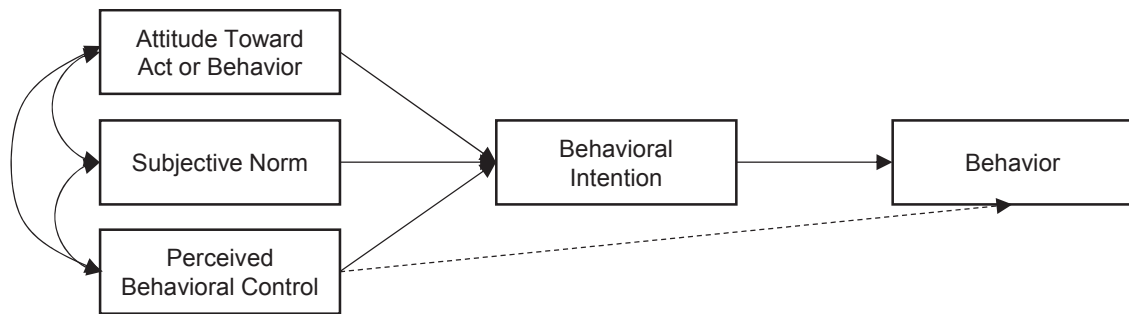 Attitude Toward
Act or Behavior
Subjective Norm
Perceived
Behavioral Control
Behavioral
Intention
Behavior